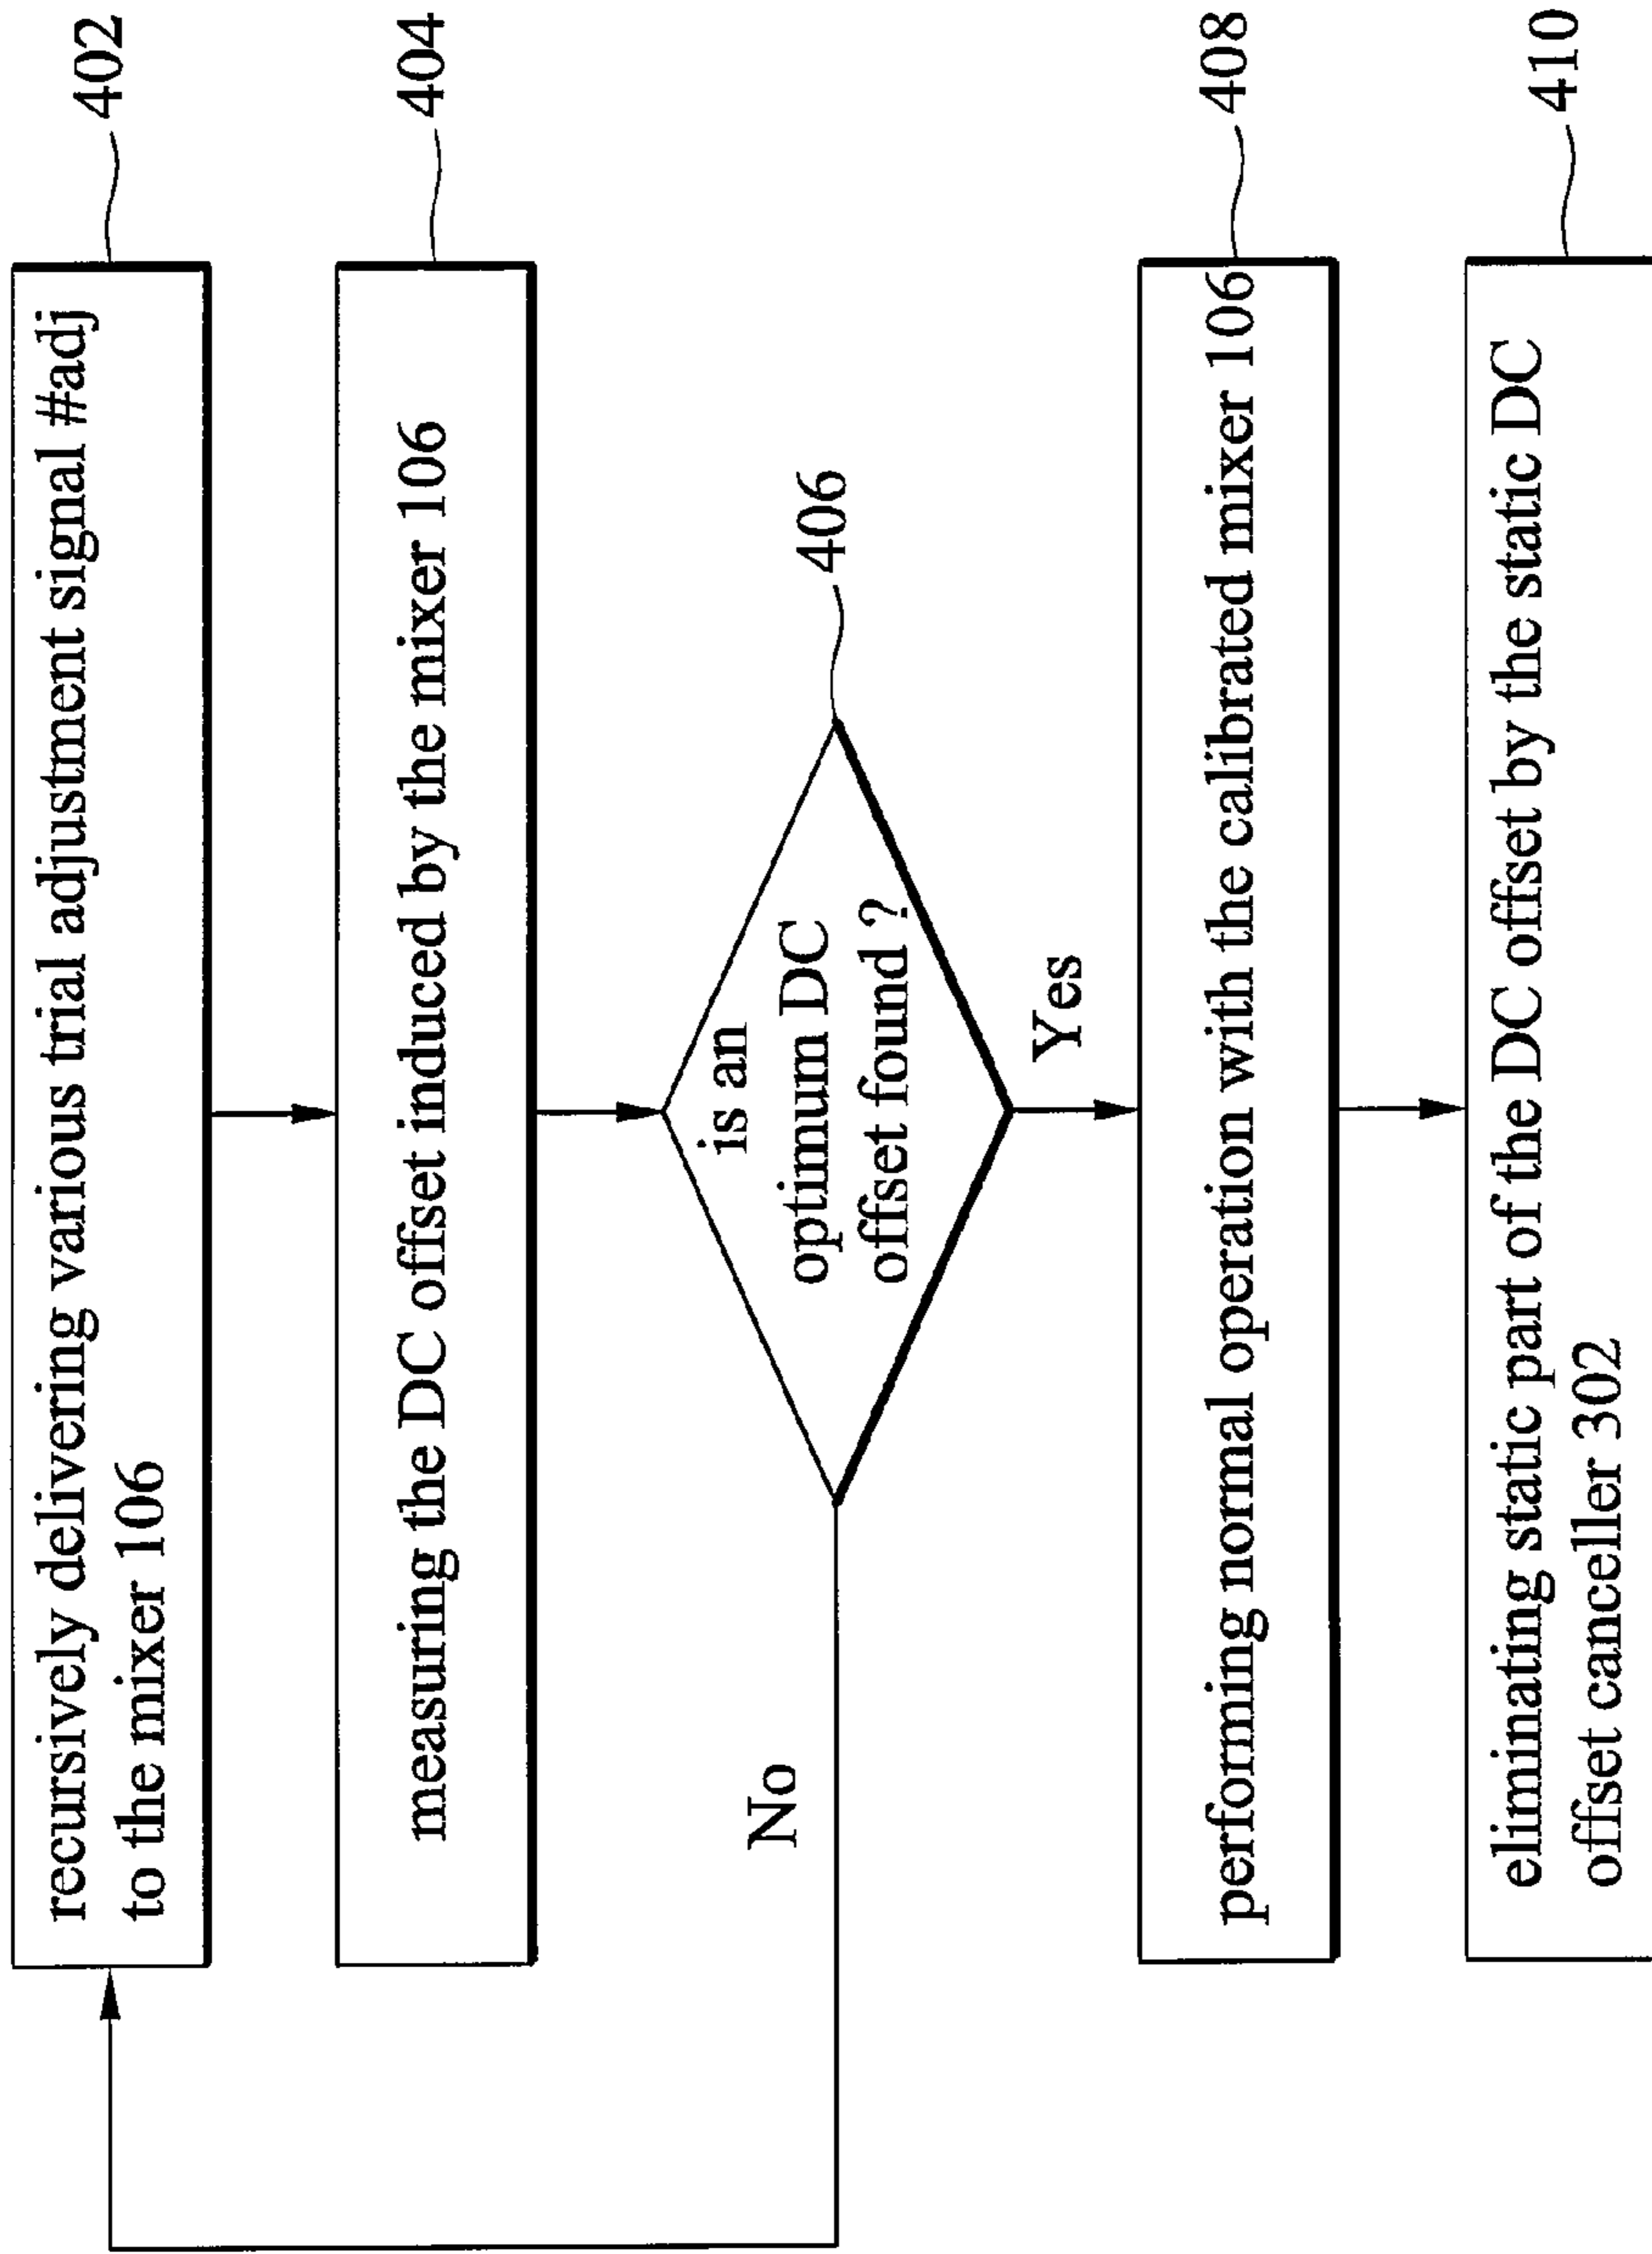 recursively delivering various trial adjustment signal #adj
to the mixer 106
402
measuring the DC offset induced by the mixer 106
404
is an
optimum DC
offset found ?
406
No
Yes
performing normal operation with the calibrated mixer 106
408
eliminating static part of the DC offset by the static DC
offset canceller 302
410